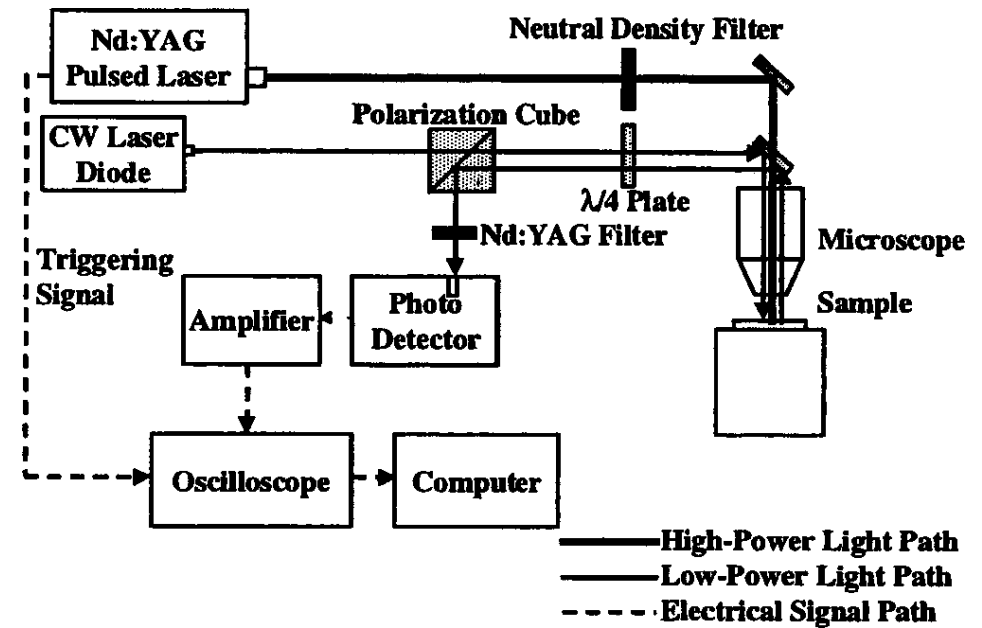 Nd:YAG
Pulsed Laser
Neutral Density Filter
Polarization Cube
CW Laser
Diode
λ/4 Plate
Nd:YAG Filter
Microscope
Triggering
Signal
Photo
Detector
Amplifier
Sample
Oscilloscope
Computer
High-Power Light Path
Low-Power Light Path
Electrical Signal Path